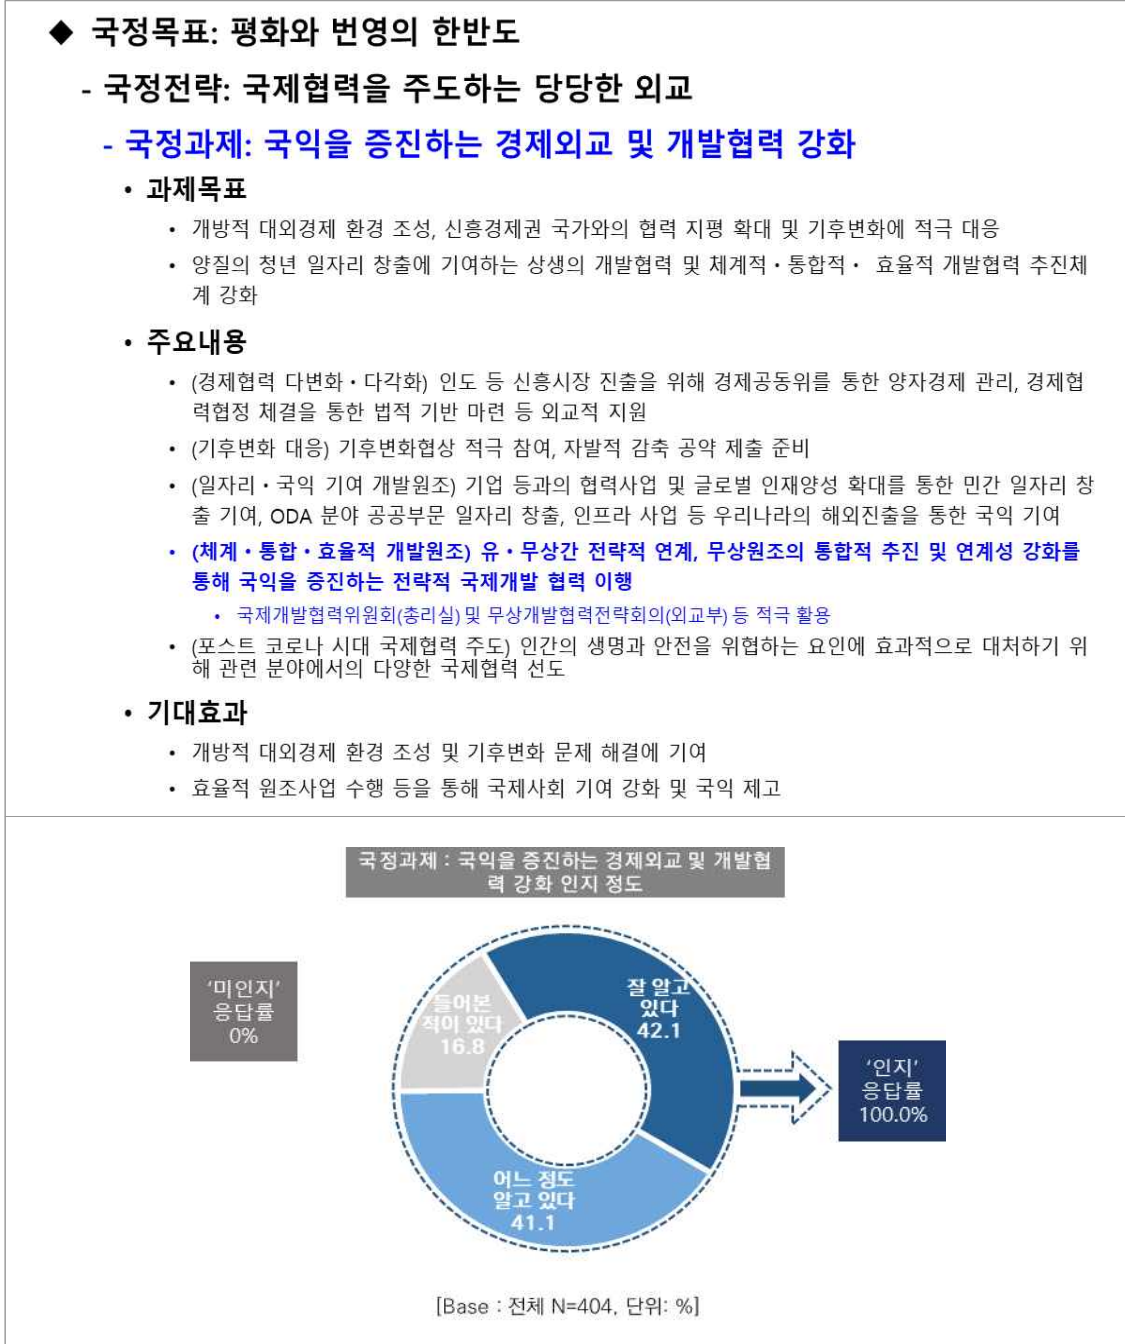 ◆ 국정목표: 평화와 번영의 한반도
- 국정전략: 국제협력을 주도하는 당당한 외교
- 국정과제: 국익을 증진하는 경제외교 및 개발협력 강화
• 과제목표
• 개방적 대외경제 환경 조성, 신흥경제권 국가와의 협력 지평 확대 및 기후변화에 적극 대응
• 양질의 청년 일자리 창출에 기여하는 상생의 개발협력 및 체계적・통합적・ 효율적 개발협력 추진체
계 강화
• 주요내용
• (경제협력 다변화・다각화) 인도 등 신흥시장 진출을 위해 경제공동위를 통한 양자경제 관리, 경제협
력협정 체결을 통한 법적 기반 마련 등 외교적 지원
• (기후변화 대응) 기후변화협상 적극 참여, 자발적 감축 공약 제출 준비
• (일자리・국익 기여 개발원조) 기업 등과의 협력사업 및 글로벌 인재양성 확대를 통한 민간 일자리 창
출 기여, ODA 분야 공공부문 일자리 창출, 인프라 사업 등 우리나라의 해외진출을 통한 국익 기여
• (체계・통합・효율적 개발원조) 유・무상간 전략적 연계, 무상원조의 통합적 추진 및 연계성 강화를
통해 국익을 증진하는 전략적 국제개발 협력 이행
• 국제개발협력위원회(총리실) 및 무상개발협력전략회의(외교부) 등 적극 활용
• (포스트 코로나 시대 국제협력 주도) 인간의 생명과 안전을 위협하는 요인에 효과적으로 대처하기 위
해 관련 분야에서의 다양한 국제협력 선도
• 기대효과
• 개방적 대외경제 환경 조성 및 기후변화 문제 해결에 기여
• 효율적 원조사업 수행 등을 통해 국제사회 기여 강화 및 국익 제고
국정과제 : 국익을 증진하는 경제외교 및 개발협
력 강화 인지 정도
'미인지'
응답률
0%
들어본
적이 있다
16.8
잘 알고
있다
42.1
'인지'
응답률
100.0%
어느 정도
알고 있다
41.1
[Base : 전체 N=404, 단위: %]